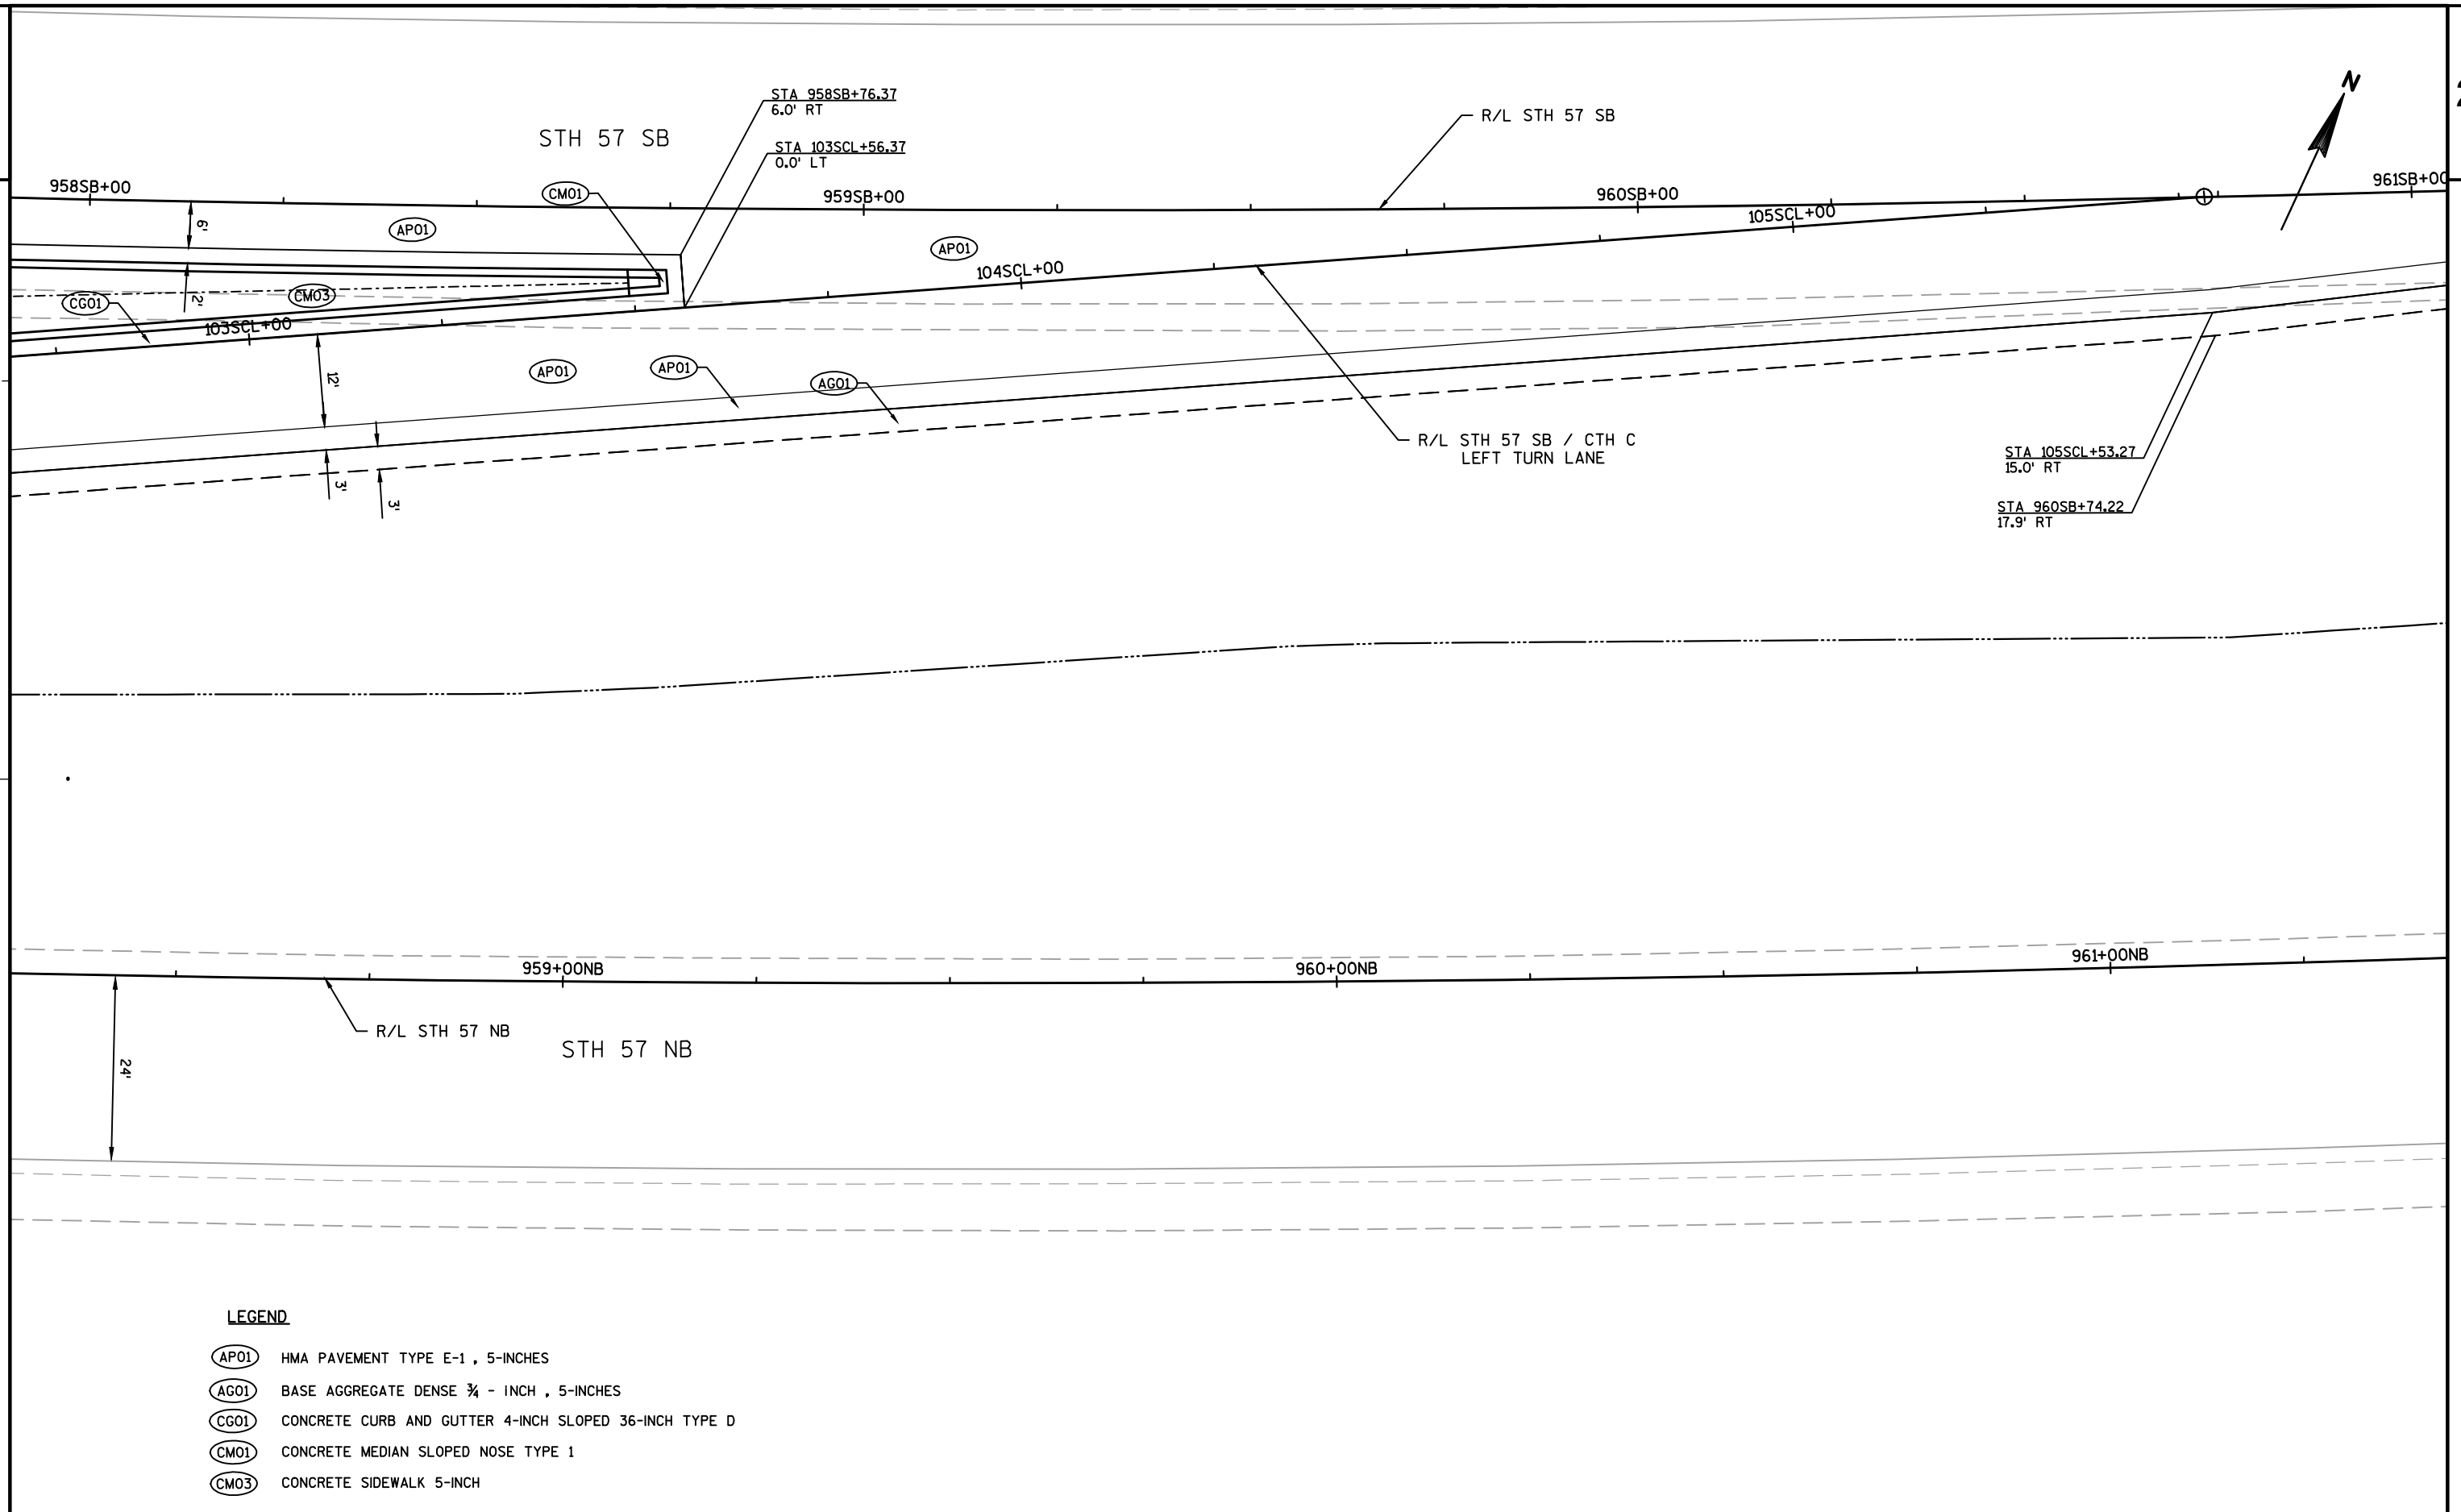 STA 958SB+76.37
6.0' RT
R/L STH 57 SB
N
STH 57 SB
STA 103SCL+56.37
0.0' LT
958SB+00
CM01
959SB+00
960SB+00
961SB+00
6'
AP01
AP01
105SCL+00
104SCL+00
CG01
2'
CM03
103SCL+00
12'
AP01
AP01
AG01
R/L STH 57 SB / CTH C
LEFT TURN LANE
STA 105SCL+53.27
15.0' RT
3'
3'
STA 960SB+74.22
17.9' RT
959+00NB
960+00NB
961+00NB
R/L STH 57 NB
STH 57 NB
24'
LEGEND
AP01 HMA PAVEMENT TYPE E-1 , 5-INCHES
AG01 BASE AGGREGATE DENSE ¾ - INCH , 5-INCHES
CG01 CONCRETE CURB AND GUTTER 4-INCH SLOPED 36-INCH TYPE D
CM01 CONCRETE MEDIAN SLOPED NOSE TYPE 1
CM03 CONCRETE SIDEWALK 5-INCH